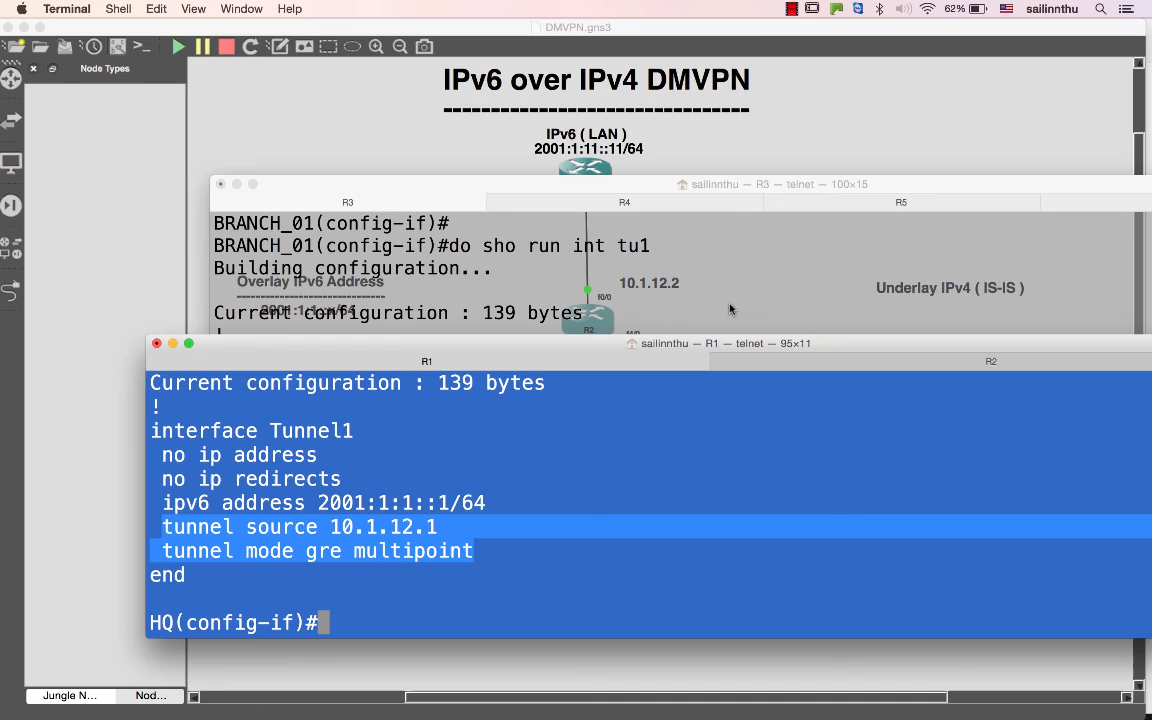 Terminal Shell Edit View Window Help 62% sailinnthu
DMVPN.gns3
Node Types
IPv6 over IPv4 DMVPN
--------------------------------
IPv6 ( LAN )
2001:1:11::11/64
sailinnthu — R3 — telnet — 100×15
R3 R4 R5
BRANCH_01(config-if)#
BRANCH_01(config-if)#do sho run int tu1
Building configuration...
Overlay IPv6 Address
10.1.12.2
Underlay IPv4 ( IS-IS )
f0/0
Current configuration : 139 bytes
!
R2
sailinnthu — R1 — telnet — 95×11
R1 R2
Current configuration : 139 bytes
!
interface Tunnel1
no ip address
no ip redirects
ipv6 address 2001:1:1::1/64
tunnel source 10.1.12.1
tunnel mode gre multipoint
end
HQ(config-if)#
Jungle N... Nod...